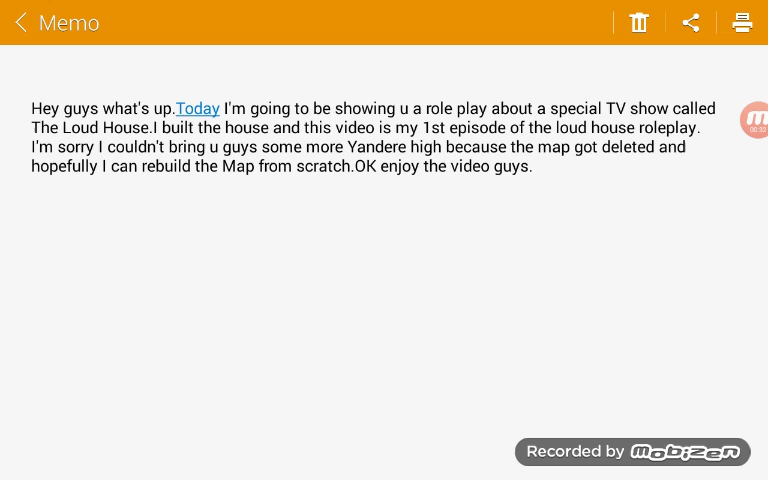 Memo
Hey guys what's up.Today I'm going to be showing u a role play about a special TV show called
The Loud House.I built the house and this video is my 1st episode of the loud house roleplay.
I'm sorry I couldn't bring u guys some more Yandere high because the map got deleted and
hopefully I can rebuild the Map from scratch.OK enjoy the video guys.
00:32
Recorded by mobizen